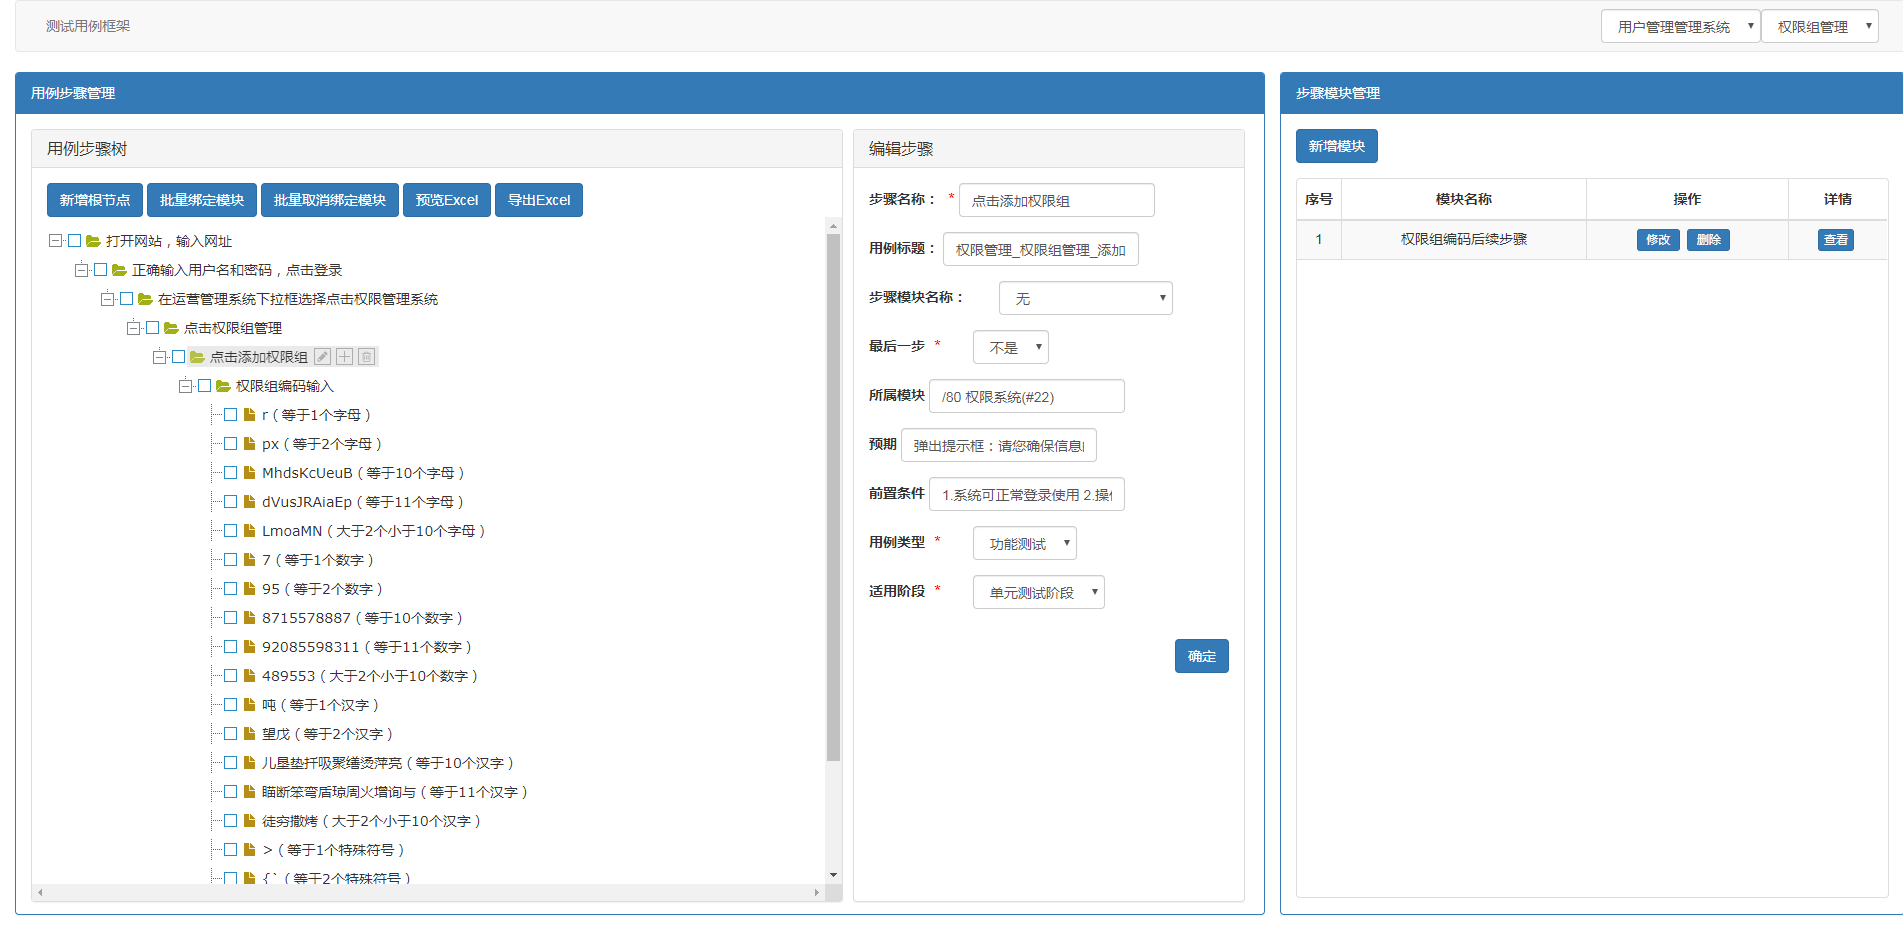 测试用例框架
用户管理管理系统
权限组管理
用例步骤管理
用例步骤树
新增根节点
批量绑定模块
批量取消绑定模块
预览Excel
导出Excel
打开网站，输入网址
正确输入用户名和密码，点击登录
在运营管理系统下拉框选择点击权限管理系统
点击权限组管理
点击添加权限组
权限组编码输入
r（等于1个字母）
px（等于2个字母）
MhdsKcUeuB（等于10个字母）
dVusJRAiaEp（等于11个字母）
LmoaMN（大于2个小于10个字母）
7（等于1个数字）
95（等于2个数字）
8715578887（等于10个数字）
92085598311（等于11个数字）
489553（大于2个小于10个数字）
吨（等于1个汉字）
望戊（等于2个汉字）
儿垦垫扦吸聚缮烫萍亮（等于10个汉字）
瞄断笨弯盾琼周火增询与（等于11个汉字）
徒穷撒烤（大于2个小于10个汉字）
>（等于1个特殊符号）
{`（等于2个特殊符号）
编辑步骤
步骤名称： * 点击添加权限组
用例标题： 权限管理_权限组管理_添加
步骤模块名称： 无
最后一步 * 不是
所属模块 /80 权限系统(#22)
预期 弹出提示框：请您确保信息
前置条件 1.系统可正常登录使用 2.操
用例类型 * 功能测试
适用阶段 * 单元测试阶段
确定
步骤模块管理
新增模块
序号 模块名称 操作 详情
1 权限组编码后续步骤 修改 删除 查看